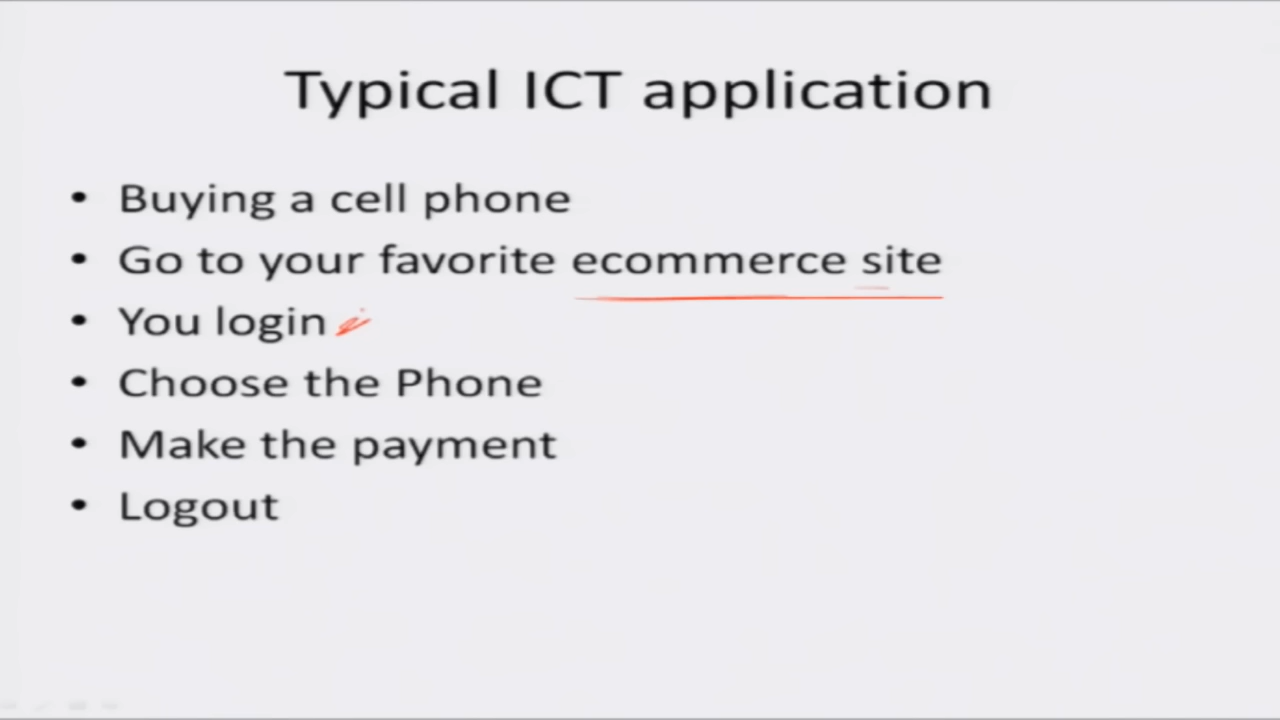 Typical ICT application
• Buying a cell phone
• Go to your favorite ecommerce site
• You login
• Choose the Phone
• Make the payment
• Logout